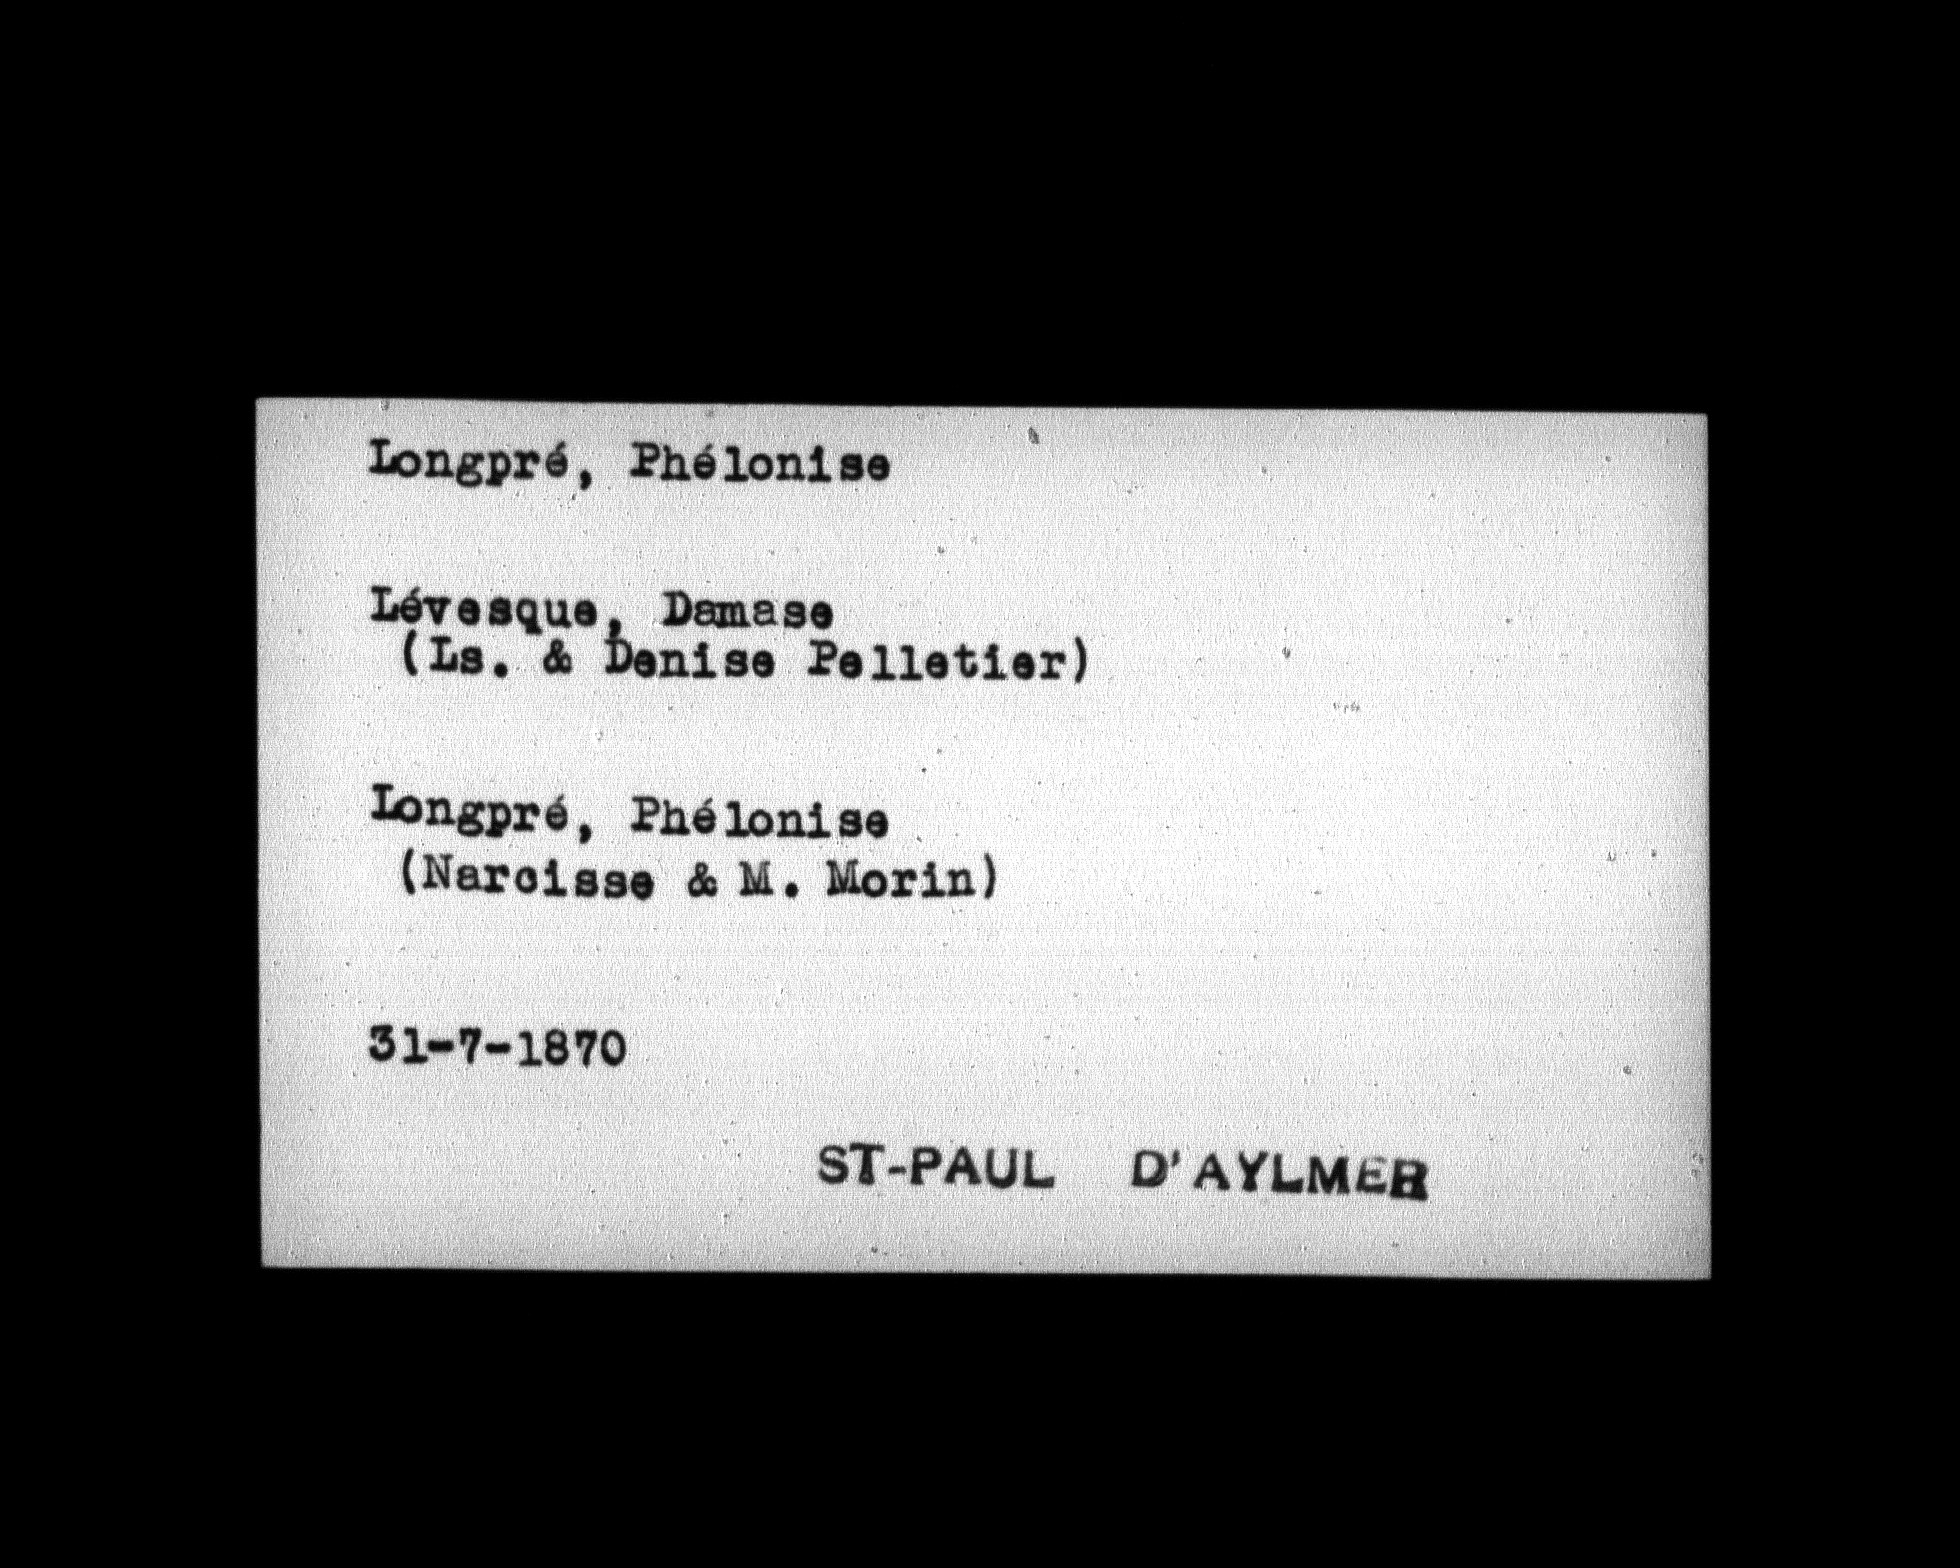 Longpré, Phélonise
Lévesque, Damase
(Ls. & Denise Pelletier)
Longpré, Phélonise
(Narcisse & M. Morin)
31-7-1870
ST-PAUL D'AYLMER